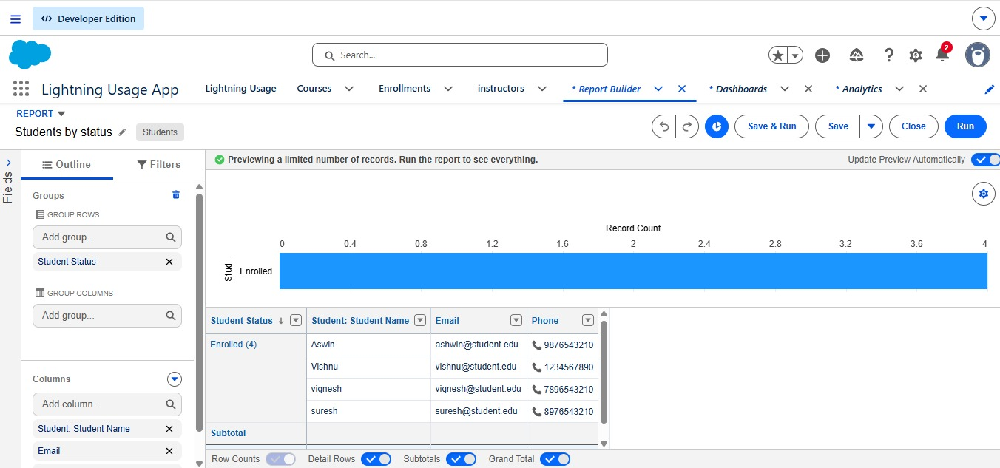 </> Developer Edition
Search...
2
Lightning Usage App
Lightning Usage
Courses
Enrollments
instructors
* Report Builder
* Dashboards
* Analytics
REPORT
Students by status
Students
Save & Run
Save
Close
Run
Fields
Outline
Filters
Previewing a limited number of records. Run the report to see everything.
Update Preview Automatically
Groups
GROUP ROWS
Add group...
Student Status
GROUP COLUMNS
Add group...
Columns
Add column...
Student: Student Name
Email
Record Count
0 0.4 0.8 1.2 1.6 2 2.4 2.8 3.2 3.6 4
Stud...
Enrolled
Student Status Student: Student Name Email Phone
Enrolled (4) Aswin ashwin@student.edu 9876543210
Vishnu vishnu@student.edu 1234567890
vignesh vignesh@student.edu 7896543210
suresh suresh@student.edu 8976543210
Subtotal
Row Counts Detail Rows Subtotals Grand Total